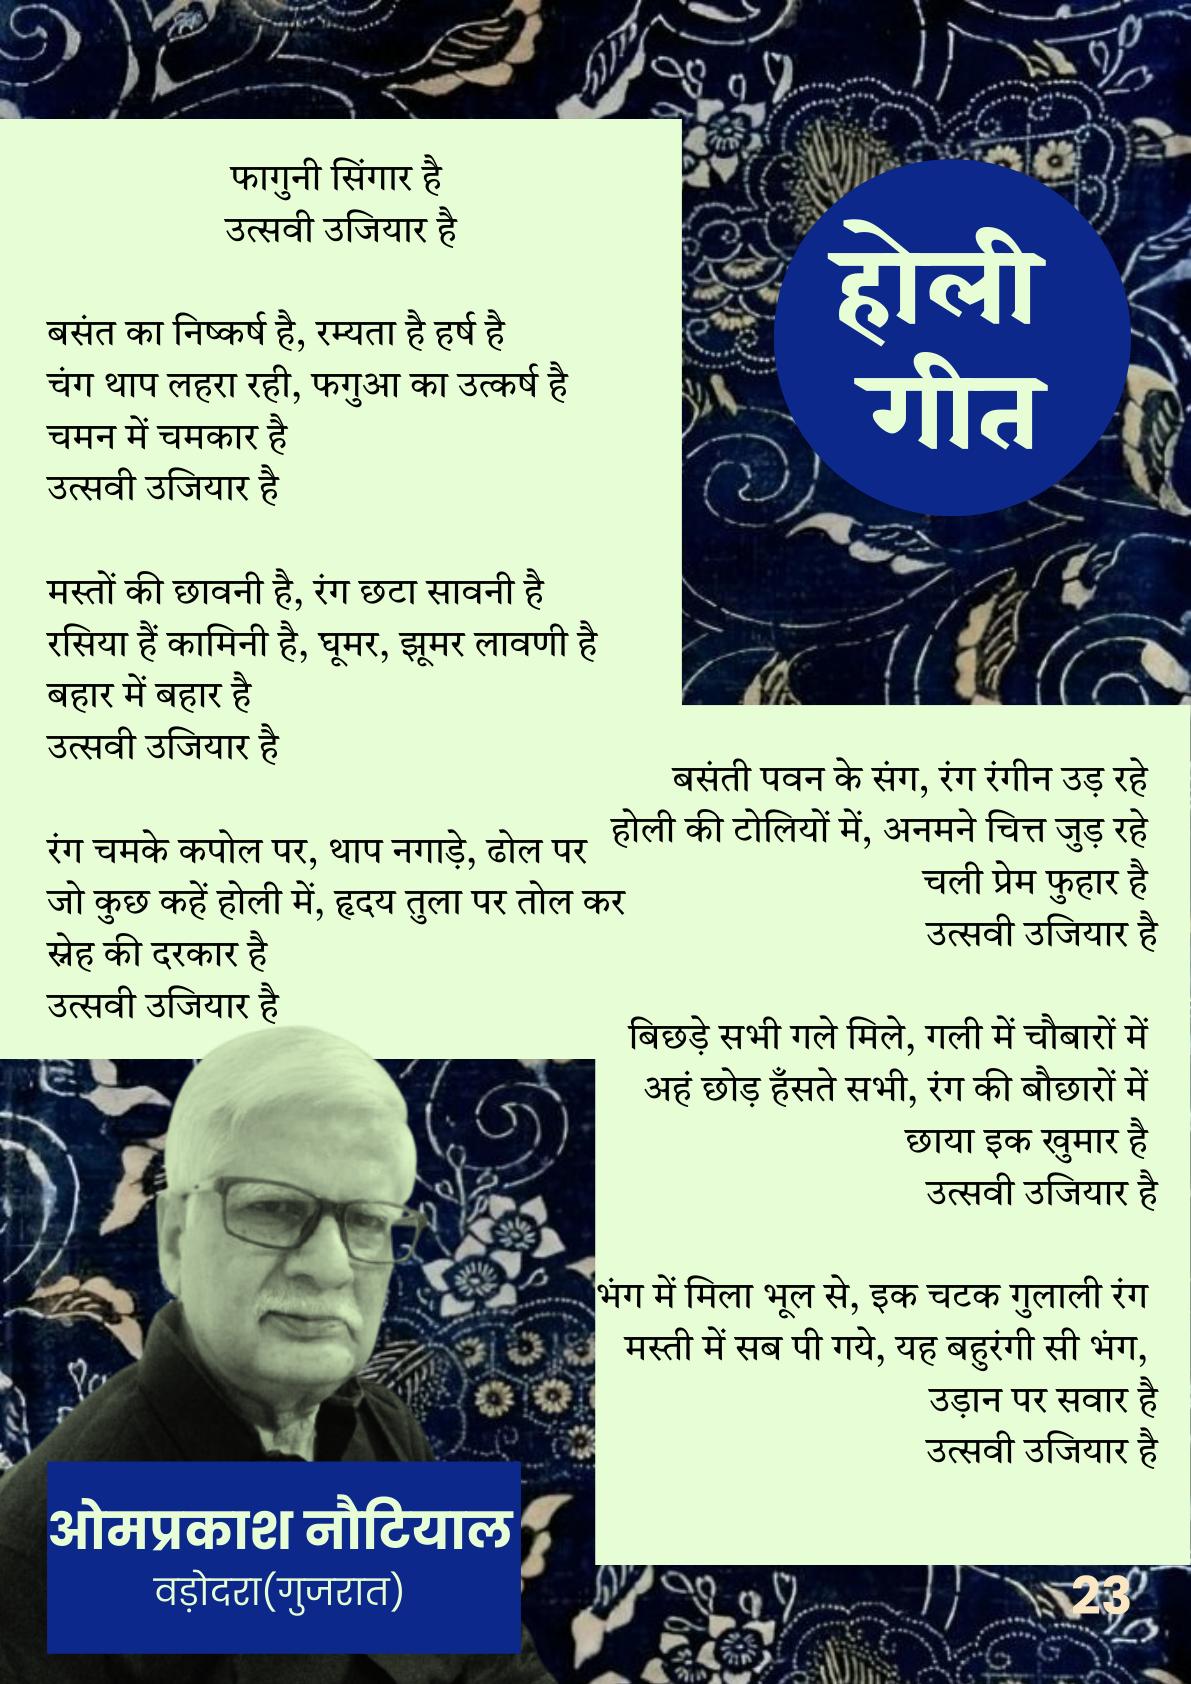 होली
गीत
फागुनी सिंगार है
उत्सवी उजियार है
बसंत का निष्कर्ष है, रम्यता है हर्ष है
चंग थाप लहरा रही, फगुआ का उत्कर्ष है
चमन में चमकार है
उत्सवी उजियार है
मस्तों की छावनी है, रंग छटा सावनी है
रसिया हैं कामिनी है, घूमर, झूमर लावणी है
बहार में बहार है
उत्सवी उजियार है
रंग चमके कपोल पर, थाप नगाड़े, ढोल पर
जो कुछ कहें होली में, हृदय तुला पर तोल कर
स्नेह की दरकार है
उत्सवी उजियार है
बसंती पवन के संग, रंग रंगीन उड़ रहे
होली की टोलियों में, अनमने चित्त जुड़ रहे
चली प्रेम फुहार है
उत्सवी उजियार है
बिछड़े सभी गले मिले, गली में चौबारों में
अहं छोड़ हँसते सभी, रंग की बौछारों में
छाया इक खुमार है
उत्सवी उजियार है
भंग में मिला भूल से, इक चटक गुलाली रंग
मस्ती में सब पी गये, यह बहुरंगी सी भंग,
उड़ान पर सवार है
उत्सवी उजियार है
ओमप्रकाश नौटियाल
वड़ोदरा(गुजरात)
23